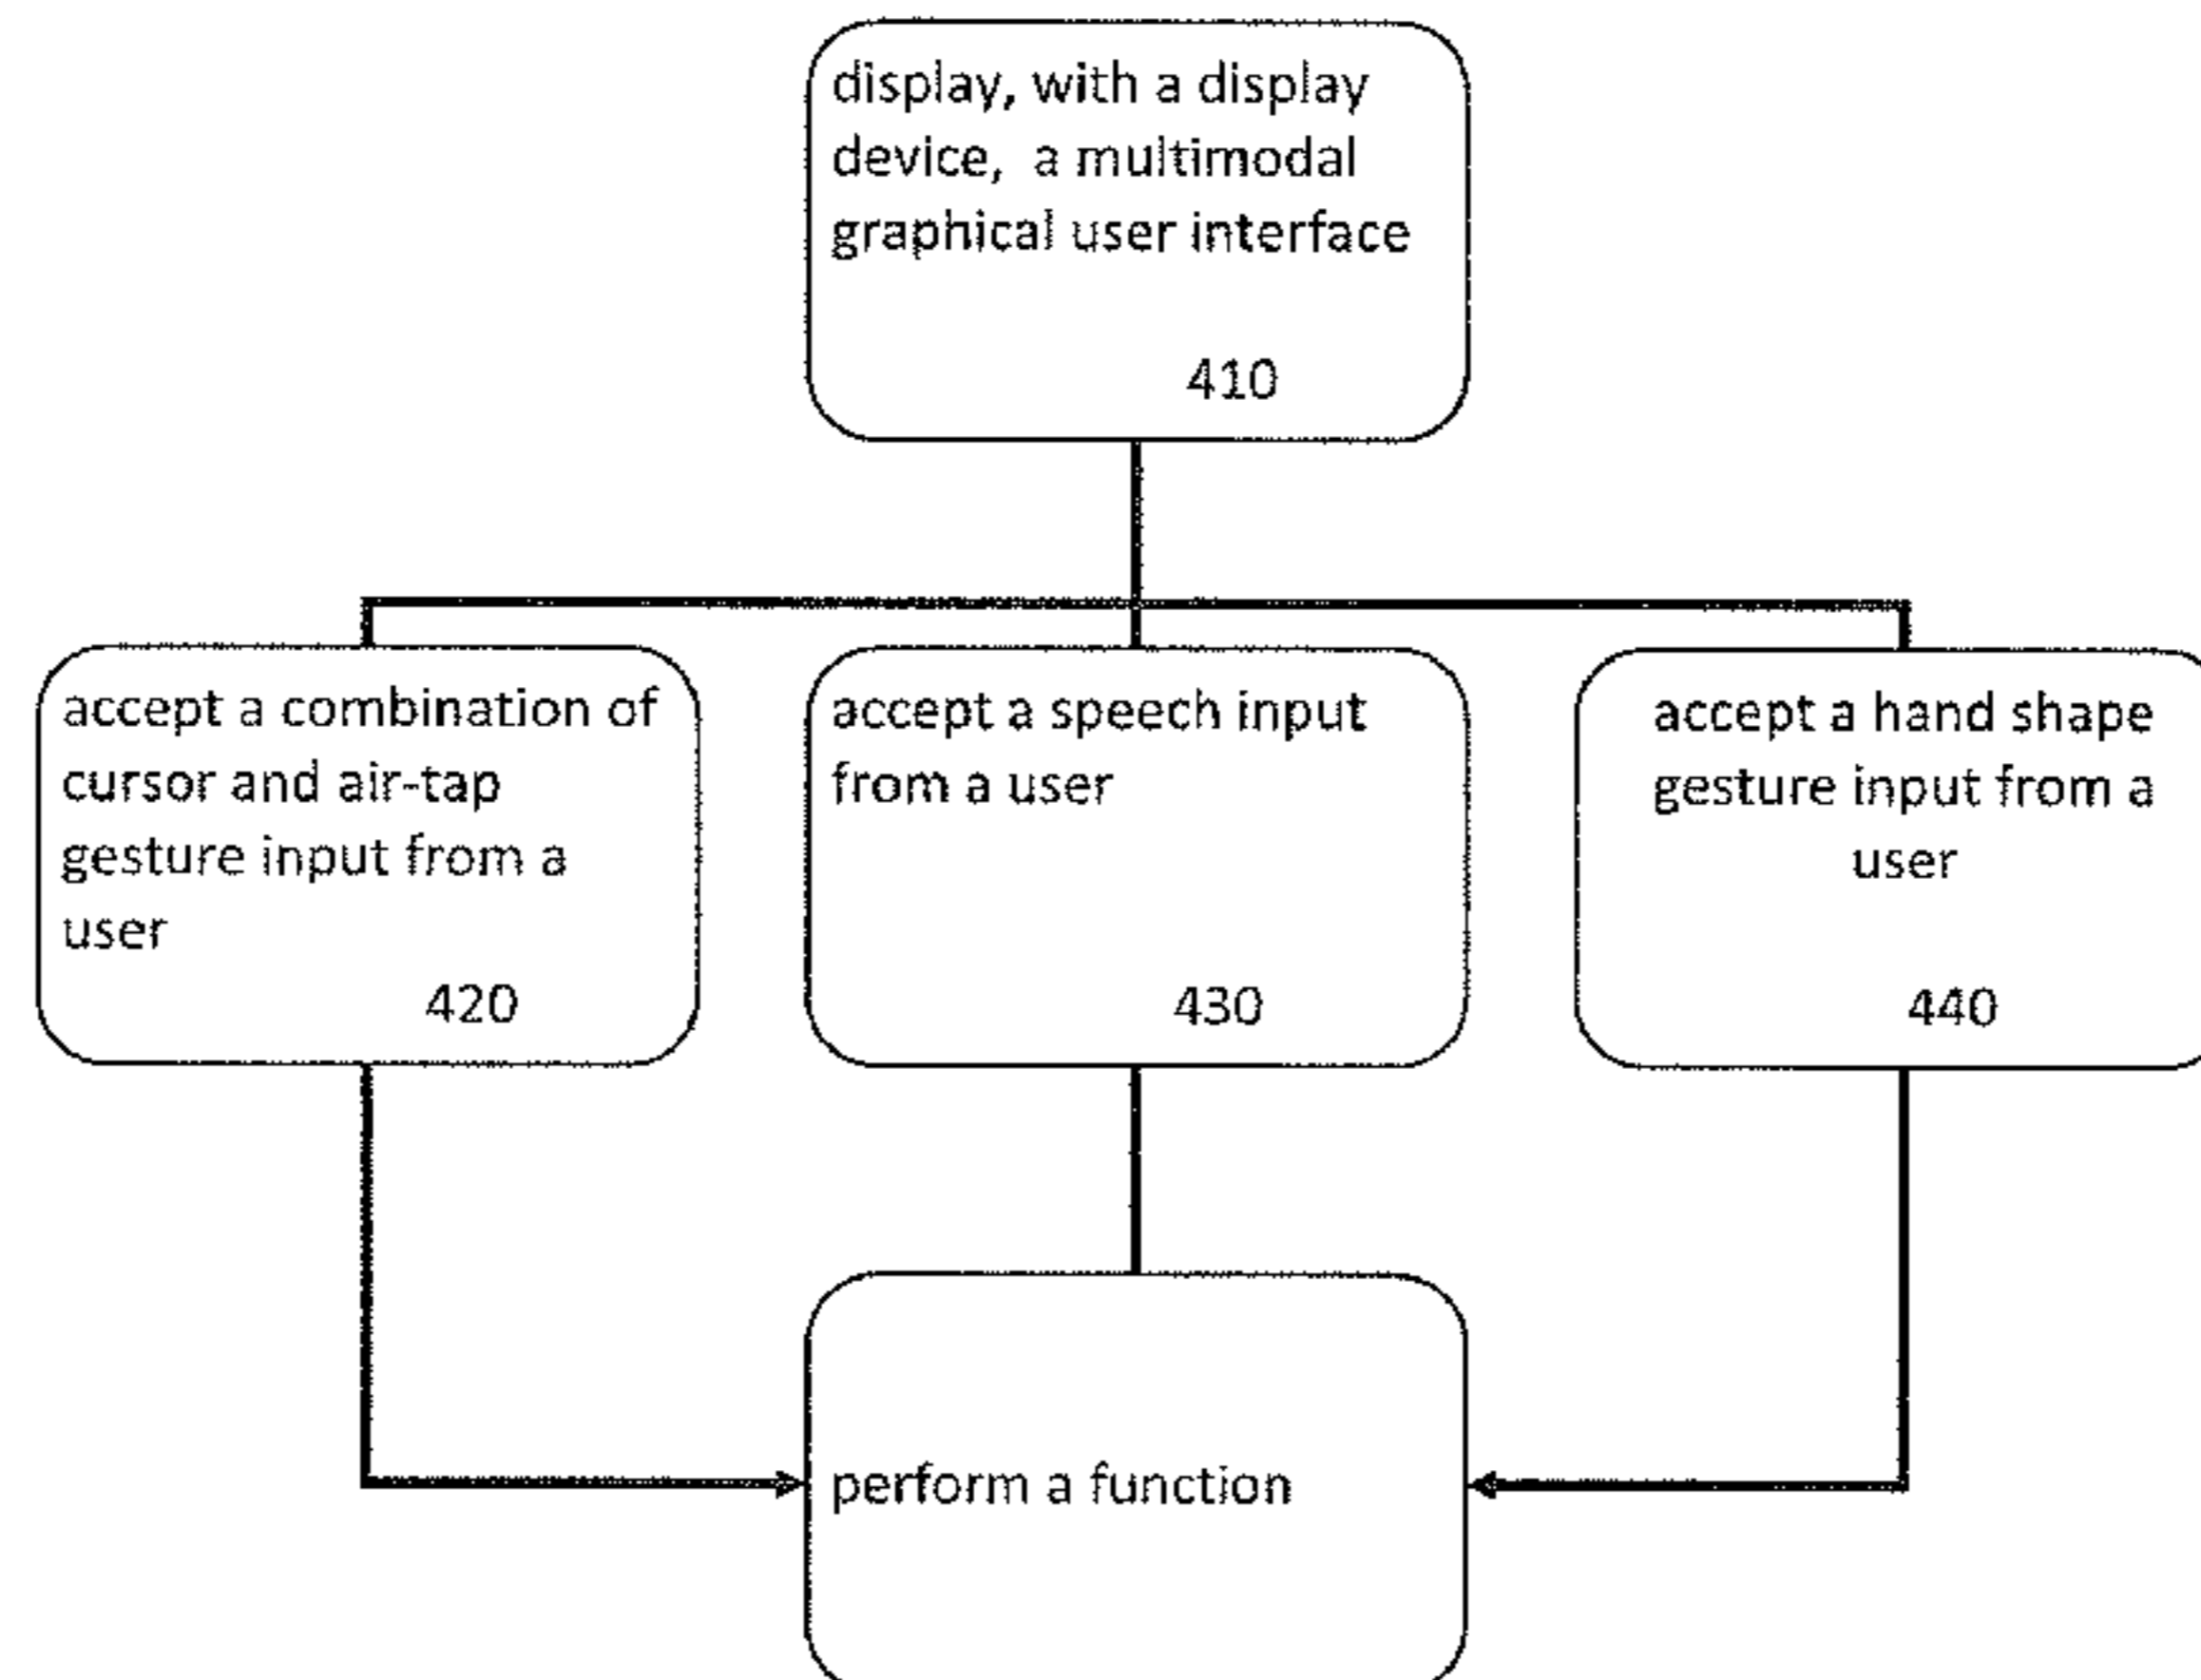 display, with a display
device, a multimodal
graphical user interface
410
accept a combination of
cursor and air-tap
gesture input from a
user
420
accept a speech input
from a user
430
accept a hand shape
gesture input from a
user
440
perform a function